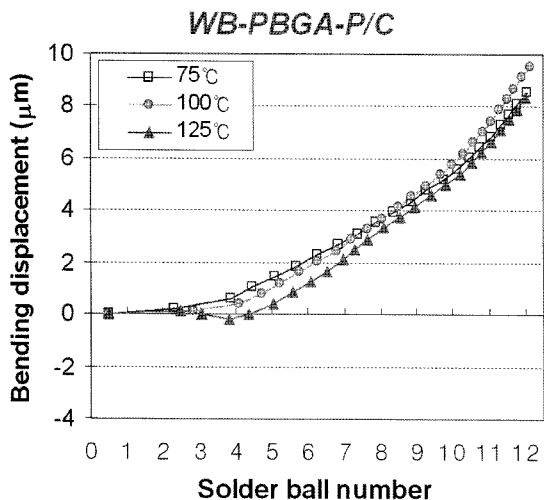 WB-PBGA-P/C
10
8
6
4
2
0
-2
-4
Bending displacement (μm)
75℃
100℃
125℃
0 1 2 3 4 5 6 7 8 9 10 11 12
Solder ball number